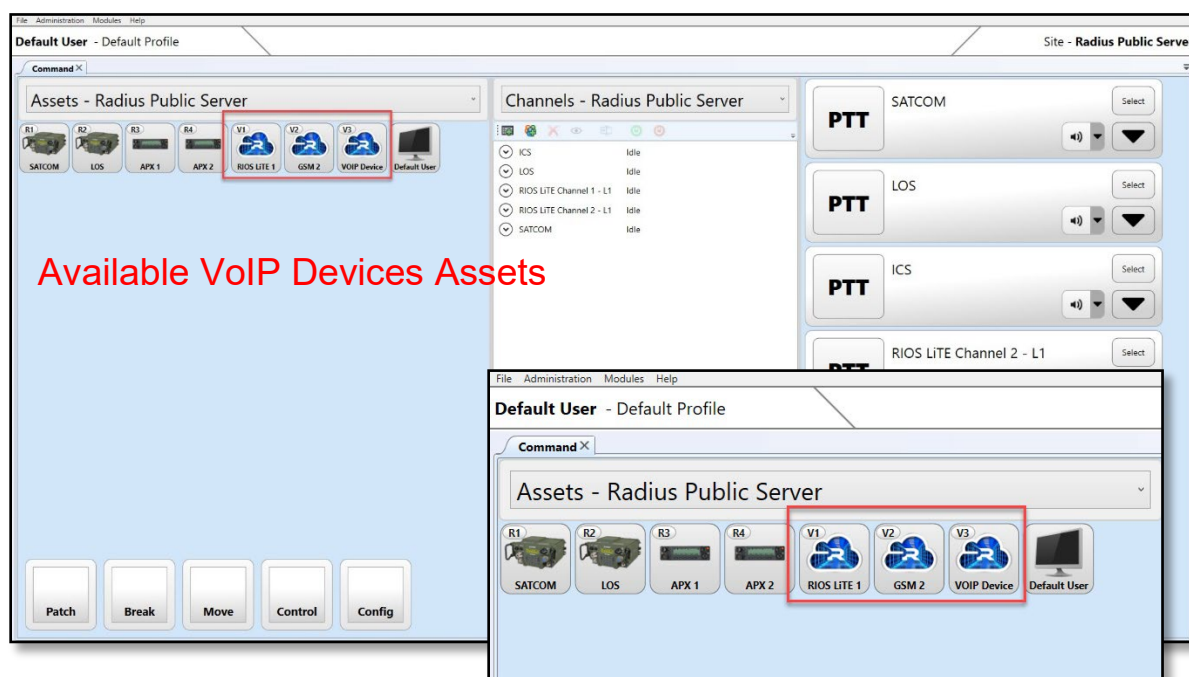 File Administration Modules Help
Default User - Default Profile
Site - Radius Public Serve
Command
Assets - Radius Public Server
R1 R2 R3 R4 V1 V2 V3
SATCOM LOS APX 1 APX 2 RIOS LiTE 1 GSM 2 VOIP Device Default User
Channels - Radius Public Server
ICS Idle
LOS Idle
RIOS LiTE Channel 1 - L1 Idle
RIOS LiTE Channel 2 - L1 Idle
SATCOM Idle
PTT SATCOM Select
PTT LOS Select
PTT ICS Select
PTT RIOS LiTE Channel 2 - L1 Select
Available VoIP Devices Assets
Patch Break Move Control Config
File Administration Modules Help
Default User - Default Profile
Command
Assets - Radius Public Server
R1 R2 R3 R4 V1 V2 V3
SATCOM LOS APX 1 APX 2 RIOS LiTE 1 GSM 2 VOIP Device Default User